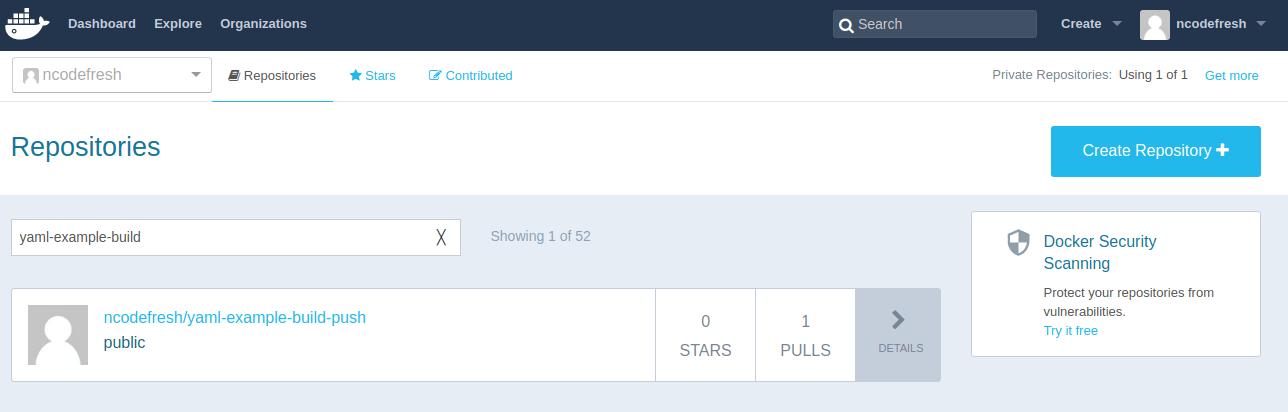 Dashboard Explore Organizations Search Create ncodefresh
ncodefresh Repositories Stars Contributed Private Repositories: Using 1 of 1 Get more
Repositories
Create Repository
yaml-example-build
Showing 1 of 52
ncodefresh/yaml-example-build-push
public
0
STARS
1
PULLS
DETAILS
Docker Security
Scanning
Protect your repositories from
vulnerabilities.
Try it free